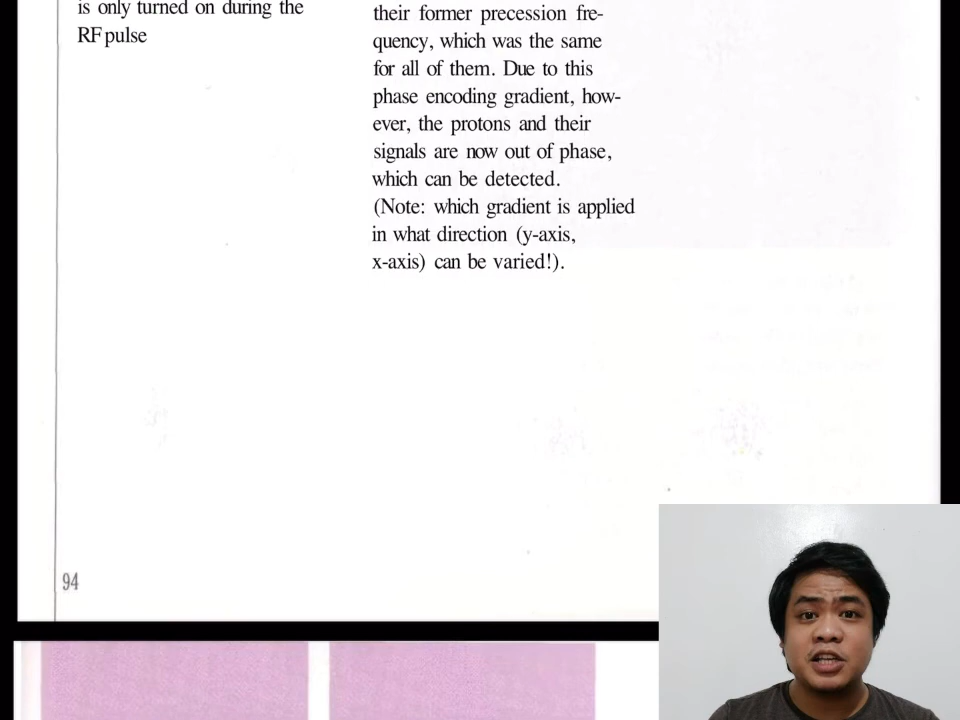 is only turned on during the
RF pulse
their former precession fre-
quency, which was the same
for all of them. Due to this
phase encoding gradient, how-
ever, the protons and their
signals are now out of phase,
which can be detected.
(Note: which gradient is applied
in what direction (y-axis,
x-axis) can be varied!).
94